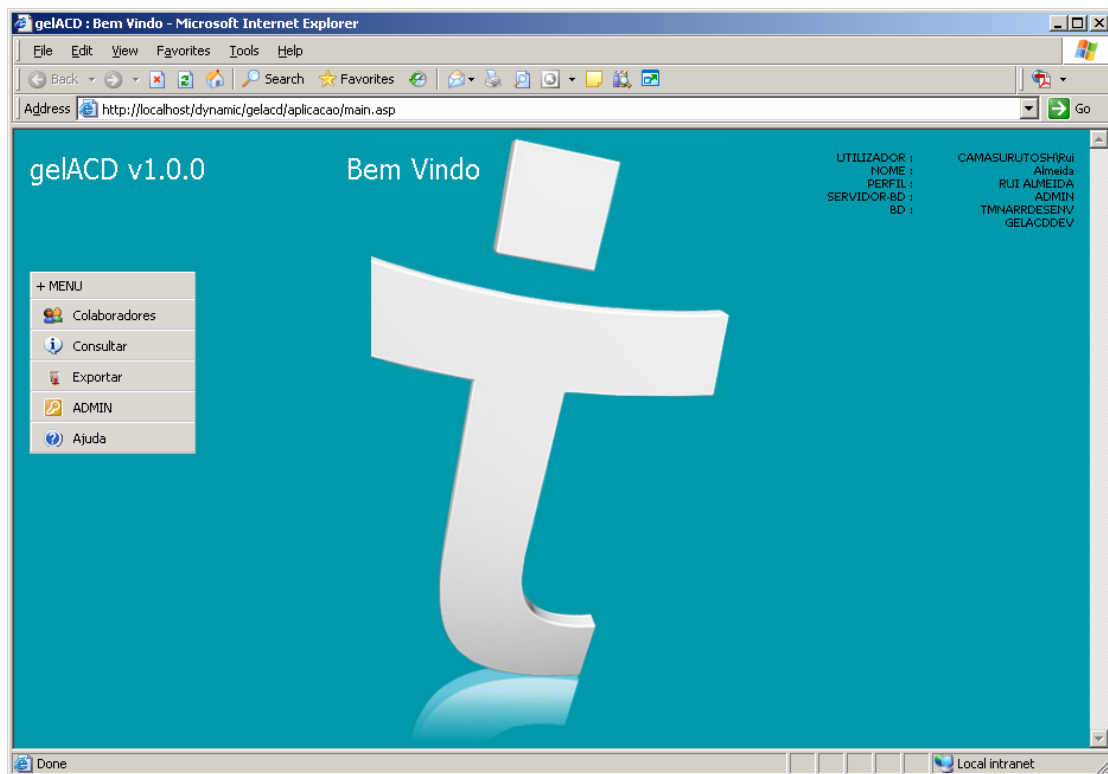 gelACD : Bem Vindo - Microsoft Internet Explorer
File Edit View Favorites Tools Help
Back Search Favorites
Address http://localhost/dynamic/gelacd/aplicacao/main.asp Go
gelACD v1.0.0
Bem Vindo
UTILIZADOR : CAMASURUTOSH\Rui
NOME : Almeida
PERFIL : RUI ALMEIDA
SERVIDOR-BD : ADMIN
BD : TMNARRDESENV
GELACDDEV
+ MENU
Colaboradores
Consultar
Exportar
ADMIN
Ajuda
Done Local intranet